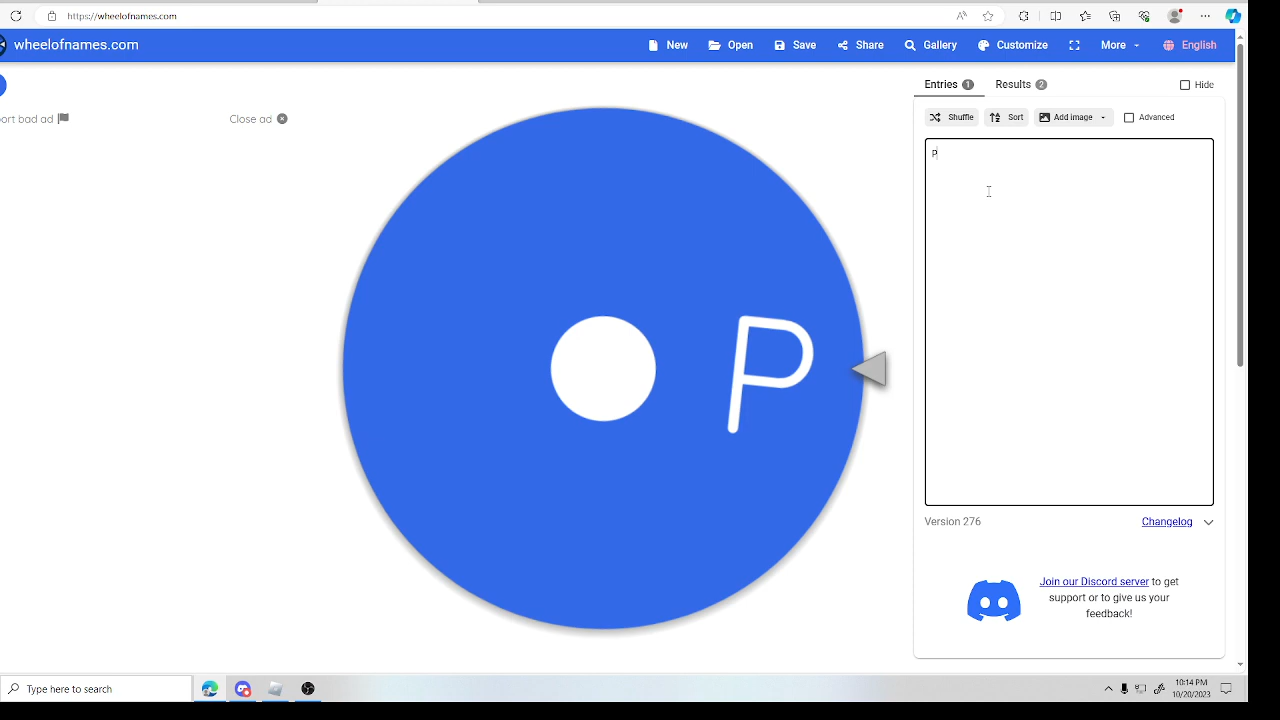 https://wheelofnames.com
wheelofnames.com
New
Open
Save
Share
Gallery
Customize
More
English
ort bad ad
Close ad
Entries 1
Results 2
Hide
Shuffle
Sort
Add image
Advanced
P
P
Version 276
Changelog
Join our Discord server to get
support or to give us your
feedback!
Type here to search
10:14 PM
10/20/2023